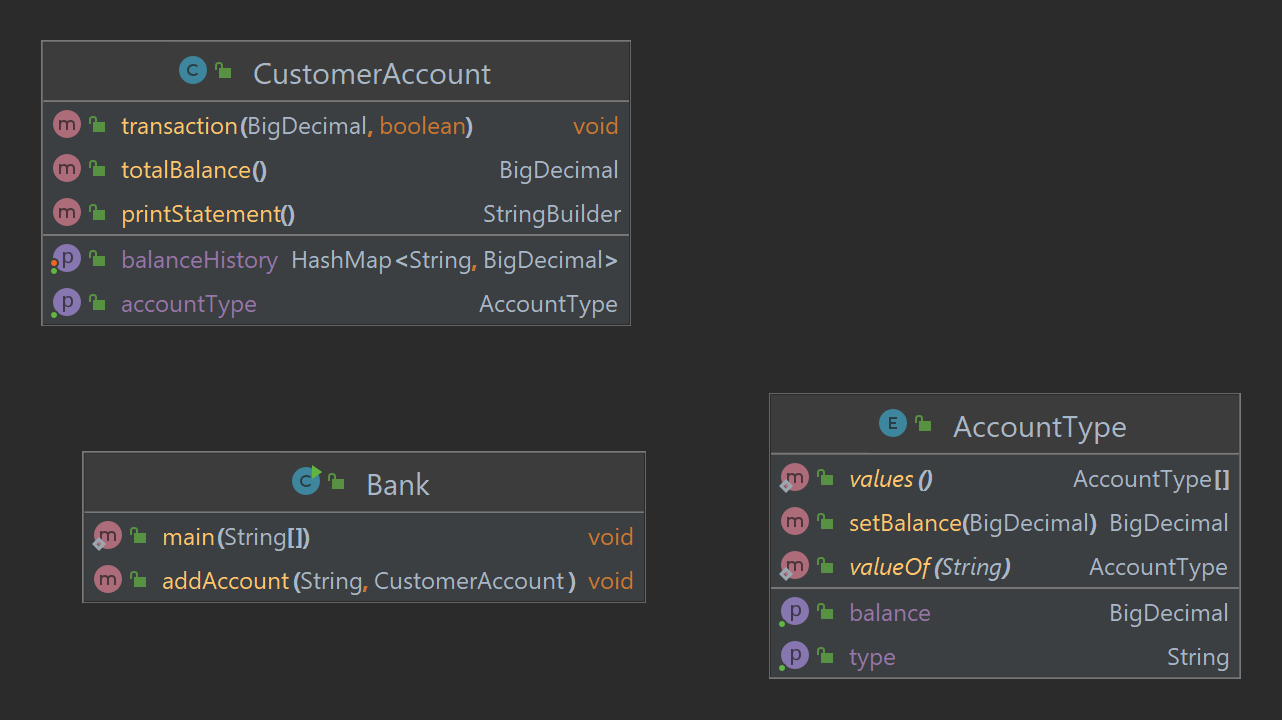 CustomerAccount
transaction(BigDecimal, boolean) void
totalBalance() BigDecimal
printStatement() StringBuilder
balanceHistory HashMap<String, BigDecimal>
accountType AccountType
Bank
main(String[]) void
addAccount(String, CustomerAccount) void
AccountType
values() AccountType[]
setBalance(BigDecimal) BigDecimal
valueOf(String) AccountType
balance BigDecimal
type String